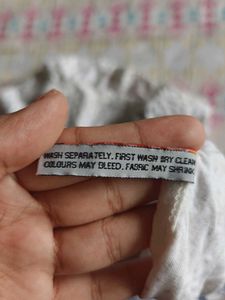 WASH SEPARATELY. FIRST WASH DRY CLEAN
COLOURS MAY BLEED. FABRIC MAY SHRINK